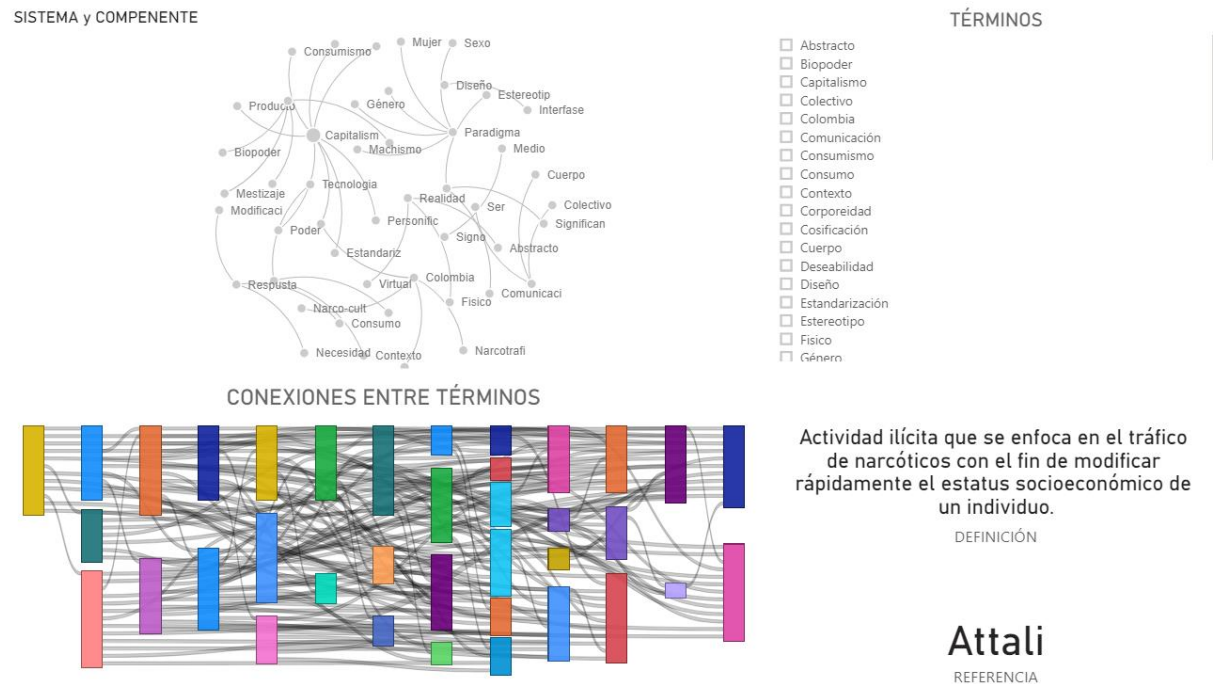 SISTEMA y COMPENENTE
Consumismo
Mujer
Sexo
Diseño
Estereotip
Producto
Género
Interfase
Capitalism
Paradigma
Machismo
Medio
Biopoder
Cuerpo
Tecnologia
Mestizaje
Realidad
Ser
Colectivo
Modificaci
Personific
Significan
Poder
Signo
Abstracto
Estandariz
Respusta
Virtual
Colombia
Comunicaci
Narco-cult
Fisico
Consumo
Necesidad
Contexto
Narcotrafi
TÉRMINOS
Abstracto
Biopoder
Capitalismo
Colectivo
Colombia
Comunicación
Consumismo
Consumo
Contexto
Corporeidad
Cosificación
Cuerpo
Deseabilidad
Diseño
Estandarización
Estereotipo
Fisico
Género
CONEXIONES ENTRE TÉRMINOS
Actividad ilícita que se enfoca en el tráfico
de narcóticos con el fin de modificar
rápidamente el estatus socioeconómico de
un individuo.
DEFINICIÓN
Attali
REFERENCIA